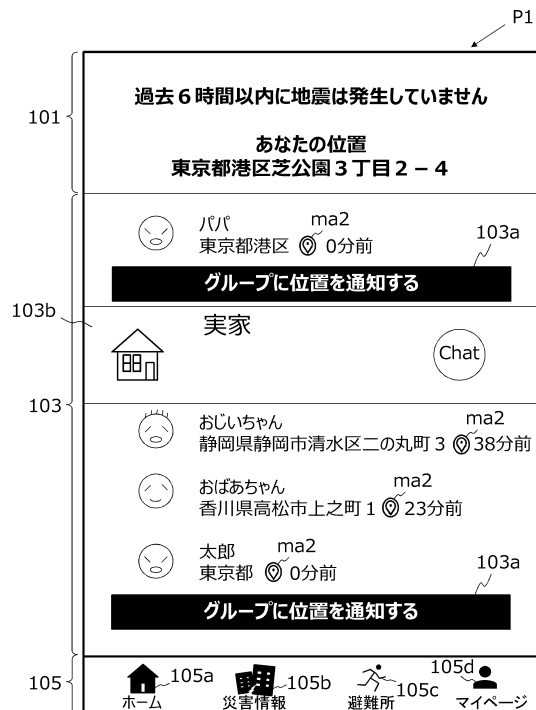 P1
101
過去６時間以内に地震は発生していません
あなたの位置
東京都港区芝公園３丁目２－４
パパ
ma2
東京都港区 0分前
103a
グループに位置を通知する
103b
実家
Chat
103
おじいちゃん
ma2
静岡県静岡市清水区二の丸町３ 38分前
おばあちゃん
ma2
香川県高松市上之町１ 23分前
太郎
ma2
東京都 0分前
103a
グループに位置を通知する
105
105a
ホーム
105b
災害情報
105c
避難所
105d
マイページ